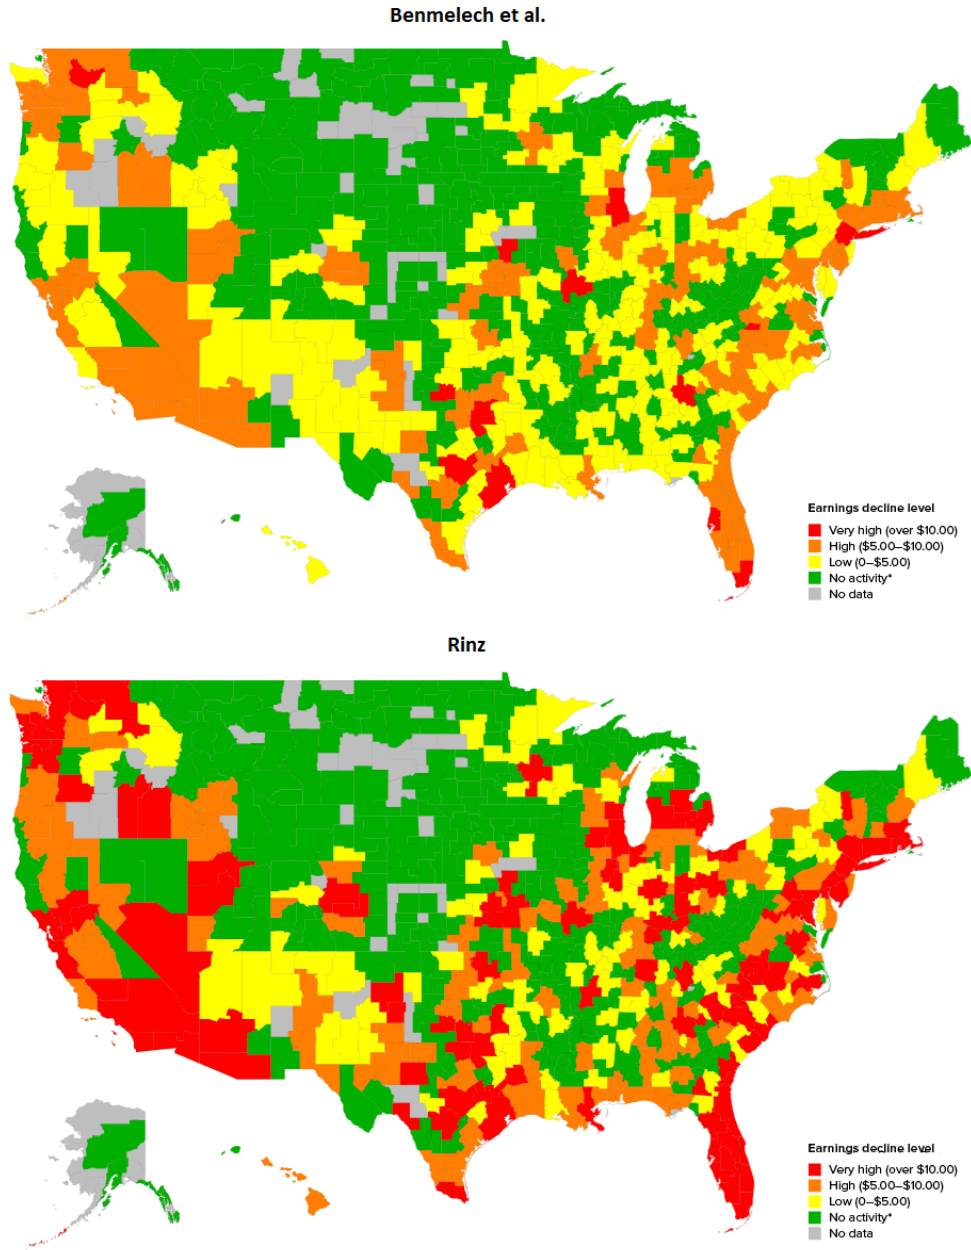 Benmelech et al.
Earnings decline level
Very high (over $10.00)
High ($5.00–$10.00)
Low (0–$5.00)
No activity*
No data
Rinz
Earnings decline level
Very high (over $10.00)
High ($5.00–$10.00)
Low (0–$5.00)
No activity*
No data